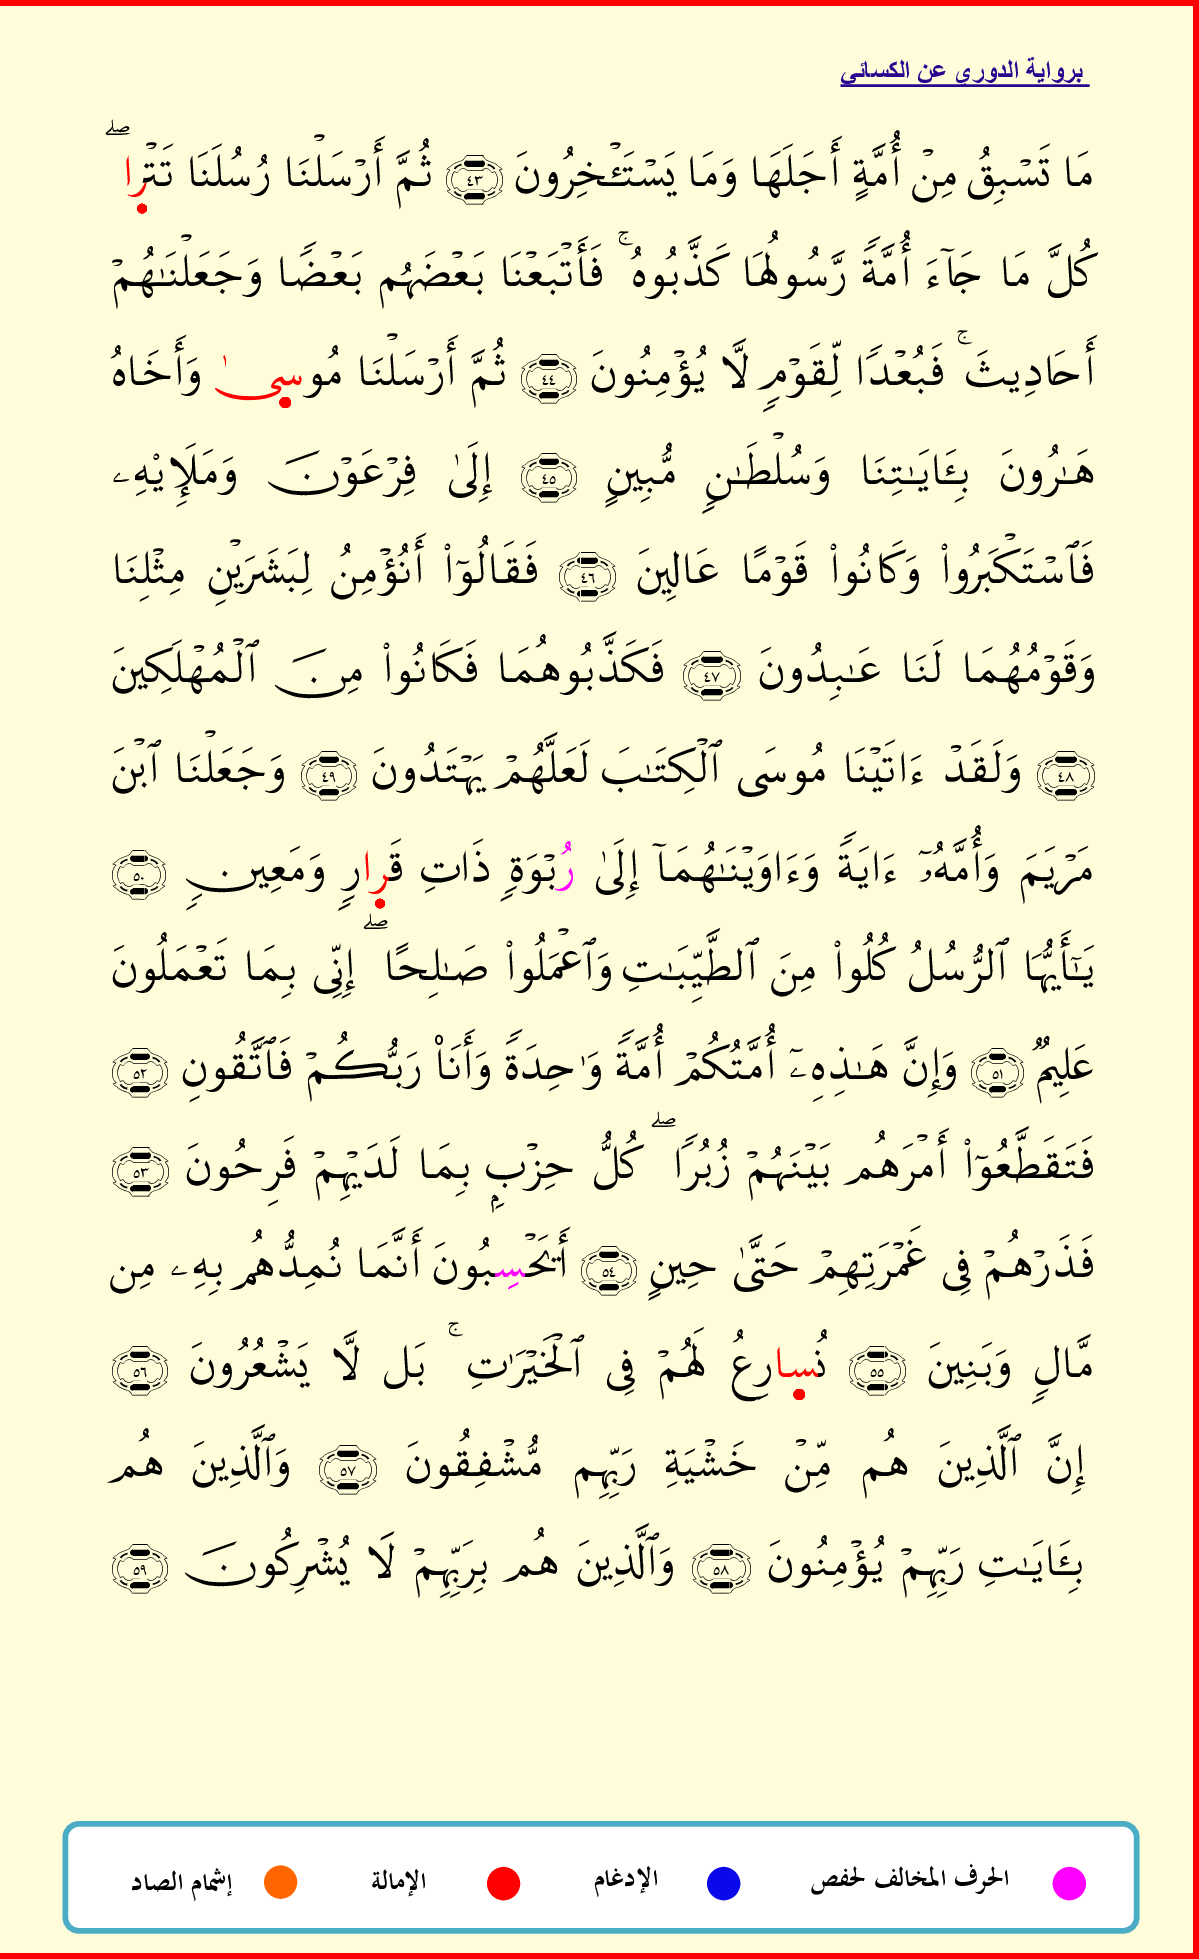 برواية الدوري عن الكسائي
مَا تَسۡبِقُ مِنۡ أُمَّةٍ أَجَلَهَا وَمَا يَسۡتَـٔۡخِرُونَ ٤٣ ثُمَّ أَرۡسَلۡنَا رُسُلَنَا تَتۡرَاۖ
كُلَّ مَا جَآءَ أُمَّةٗ رَّسُولُهَا كَذَّبُوهُۚ فَأَتۡبَعۡنَا بَعۡضَهُم بَعۡضٗا وَجَعَلۡنَٰهُمۡ
أَحَادِيثَۚ فَبُعۡدٗا لِّقَوۡمٖ لَّا يُؤۡمِنُونَ ٤٤ ثُمَّ أَرۡسَلۡنَا مُوسىٰ وَأَخَاهُ
هَٰرُونَ بِـَٔايَٰتِنَا وَسُلۡطَٰنٖ مُّبِينٍ ٤٥ إِلَىٰ فِرۡعَوۡنَ وَمَلَإِيْهِۦ
فَٱسۡتَكۡبَرُواْ وَكَانُواْ قَوۡمًا عَالِينَ ٤٦ فَقَالُوٓاْ أَنُؤۡمِنُ لِبَشَرَيۡنِ مِثۡلِنَا
وَقَوۡمُهُمَا لَنَا عَٰبِدُونَ ٤٧ فَكَذَّبُوهُمَا فَكَانُواْ مِنَ ٱلۡمُهۡلَكِينَ
٤٨ وَلَقَدۡ ءَاتَيۡنَا مُوسَى ٱلۡكِتَٰبَ لَعَلَّهُمۡ يَهۡتَدُونَ ٤٩ وَجَعَلۡنَا ٱبۡنَ
مَرۡيَمَ وَأُمَّهُۥٓ ءَايَةٗ وَءَاوَيۡنَٰهُمَآ إِلَىٰ رُبۡوَةٖ ذَاتِ قَرارٖ وَمَعِينٖ ٥٠
يَٰٓأَيُّهَا ٱلرُّسُلُ كُلُواْ مِنَ ٱلطَّيِّبَٰتِ وَٱعۡمَلُواْ صَٰلِحًاۖ إِنِّي بِمَا تَعۡمَلُونَ
عَلِيمٞ ٥١ وَإِنَّ هَٰذِهِۦٓ أُمَّتُكُمۡ أُمَّةٗ وَٰحِدَةٗ وَأَنَا۠ رَبُّكُمۡ فَٱتَّقُونِ ٥٢
فَتَقَطَّعُوٓاْ أَمۡرَهُم بَيۡنَهُمۡ زُبُرٗاۖ كُلُّ حِزۡبِۭ بِمَا لَدَيۡهِمۡ فَرِحُونَ ٥٣
فَذَرۡهُمۡ فِي غَمۡرَتِهِمۡ حَتَّىٰ حِينٍ ٥٤ أَيَحۡسِبُونَ أَنَّمَا نُمِدُّهُم بِهِۦ مِن
مَّالٖ وَبَنِينَ ٥٥ نُسارِعُ لَهُمۡ فِي ٱلۡخَيۡرَٰتِۚ بَل لَّا يَشۡعُرُونَ ٥٦
إِنَّ ٱلَّذِينَ هُم مِّنۡ خَشۡيَةِ رَبِّهِم مُّشۡفِقُونَ ٥٧ وَٱلَّذِينَ هُم
بِـَٔايَٰتِ رَبِّهِمۡ يُؤۡمِنُونَ ٥٨ وَٱلَّذِينَ هُم بِرَبِّهِمۡ لَا يُشۡرِكُونَ ٥٩
الحرف المخالف لحفص الإدغام الإمالة إشمام الصاد